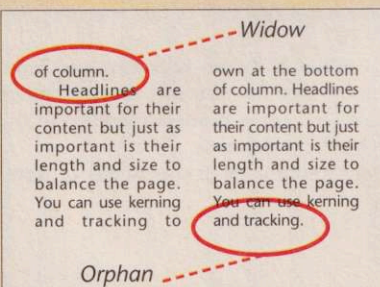 Widow
of column.
Headlines are
important for their
content but just as
important is their
length and size to
balance the page.
You can use kerning
and tracking to
own at the bottom
of column. Headlines
are important for
their content but just
as important is their
length and size to
balance the page.
You can use kerning
and tracking.
Orphan